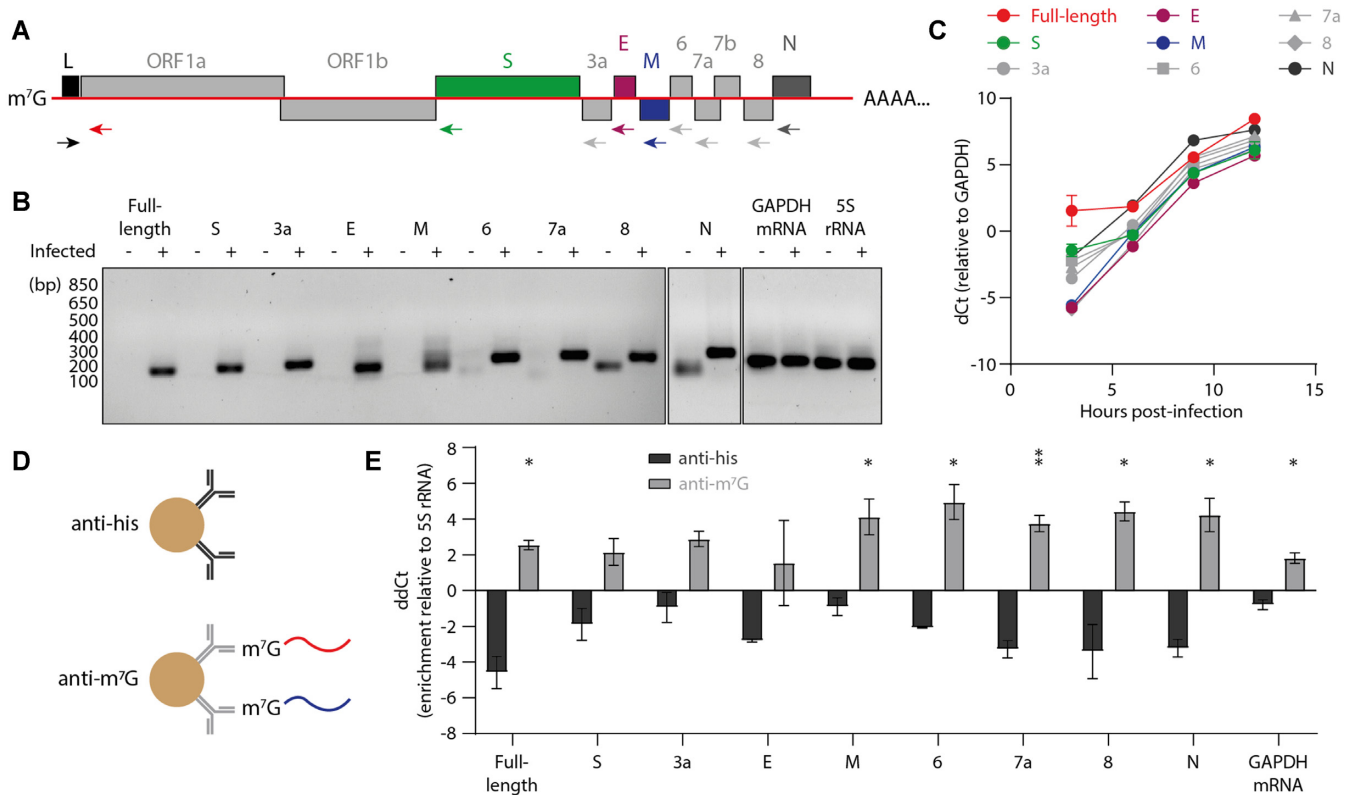 A
L ORF1a ORF1b S 3a E M 6 7a 7b 8 N
m⁷G AAAA...
B
Full-length S 3a E M 6 7a 8 N GAPDH mRNA 5S rRNA
Infected - + - + - + - + - + - + - + - + - + - + - +
(bp)
850
650
500
400
300
200
100
C
Full-length E 7a
S M 8
3a 6 N
dCt (relative to GAPDH)
10
5
0
-5
-10
0 5 10 15
Hours post-infection
D
anti-his
anti-m⁷G
m⁷G
m⁷G
E
anti-his
anti-m⁷G
* * * ** * * *
ddCt
(enrichment relative to 5S rRNA)
8
6
4
2
0
-2
-4
-6
-8
Full-length S 3a E M 6 7a 8 N GAPDH mRNA